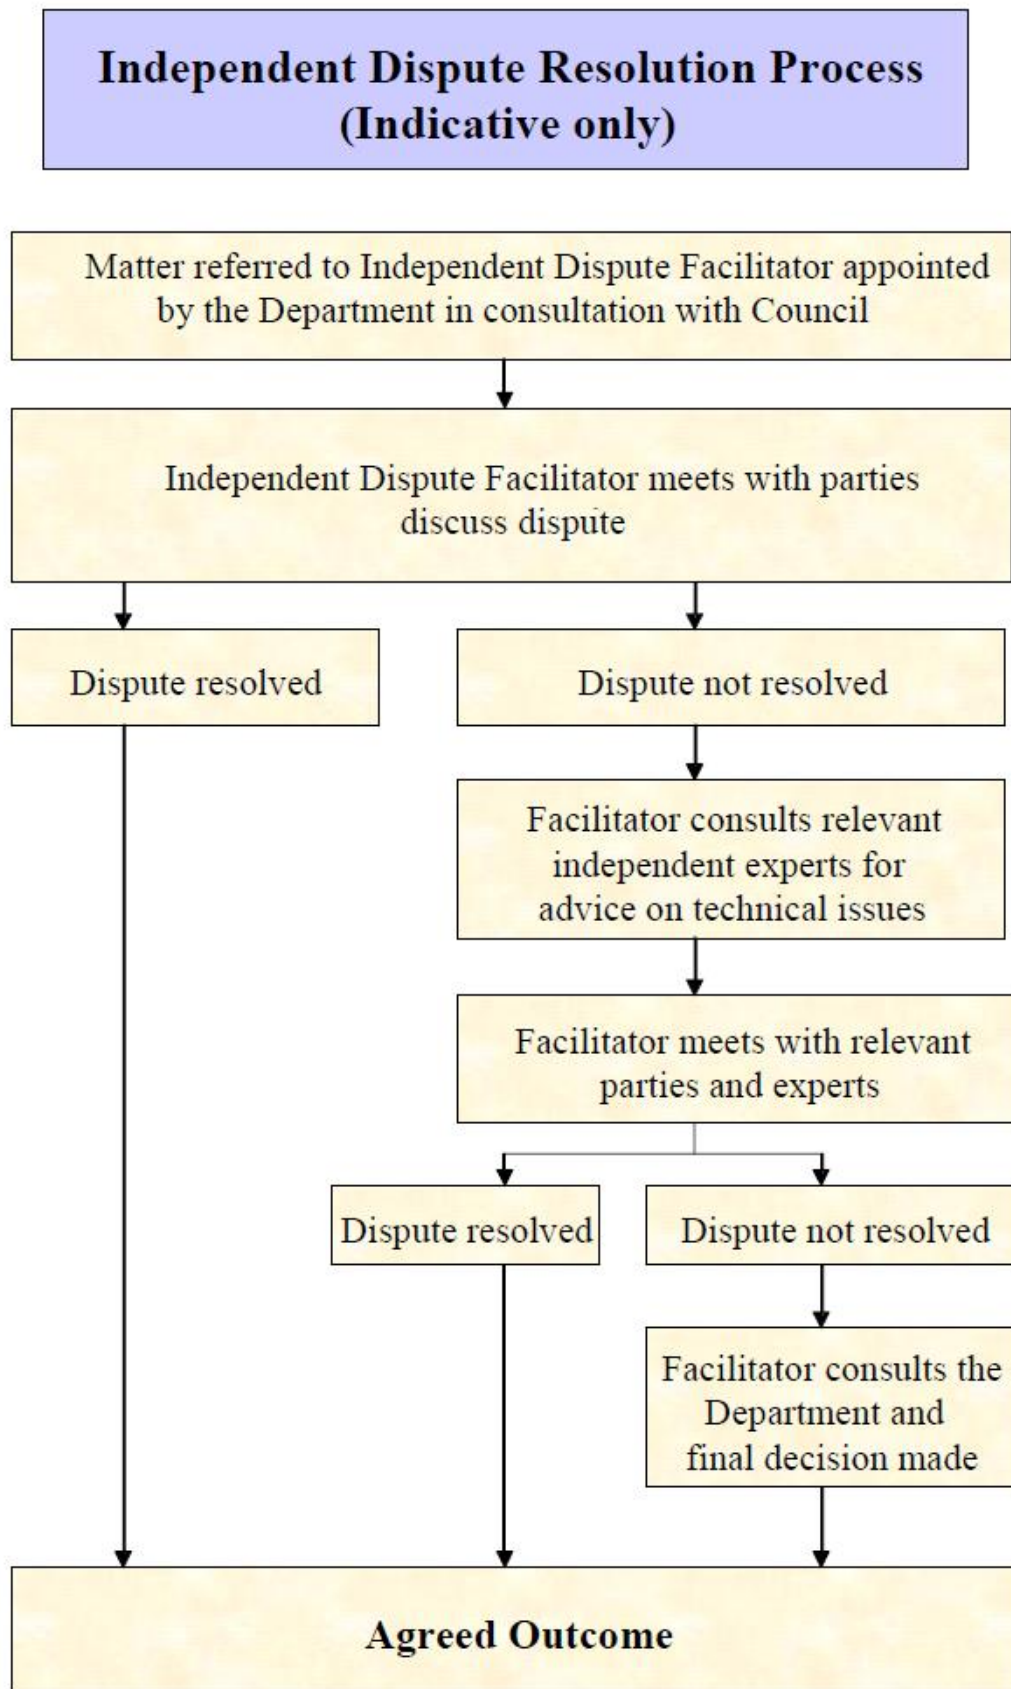 Independent Dispute Resolution Process
(Indicative only)
Matter referred to Independent Dispute Facilitator appointed
by the Department in consultation with Council
Independent Dispute Facilitator meets with parties
discuss dispute
Dispute resolved
Dispute not resolved
Facilitator consults relevant
independent experts for
advice on technical issues
Facilitator meets with relevant
parties and experts
Dispute resolved
Dispute not resolved
Facilitator consults the
Department and
final decision made
Agreed Outcome